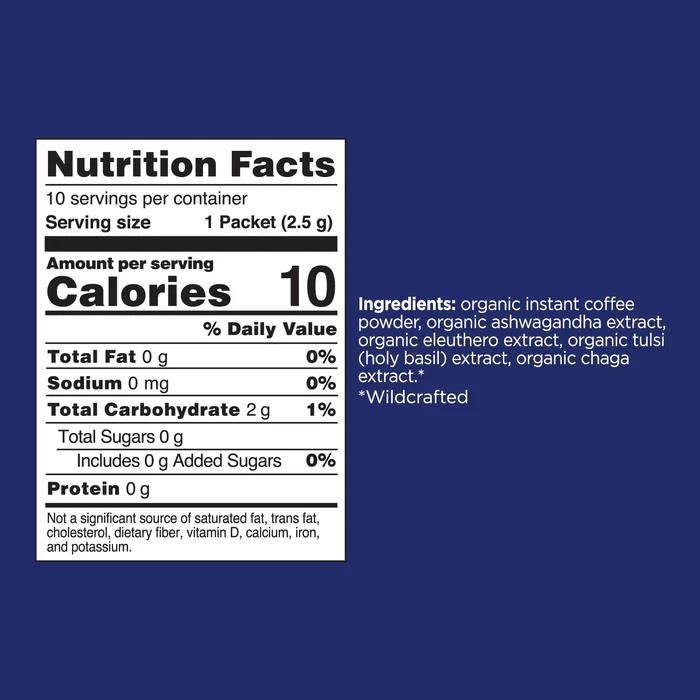 Nutrition Facts
10 servings per container
Serving size 1 Packet (2.5 g)
Amount per serving
Calories 10
% Daily Value
Total Fat 0 g 0%
Sodium 0 mg 0%
Total Carbohydrate 2 g 1%
Total Sugars 0 g
Includes 0 g Added Sugars 0%
Protein 0 g
Not a significant source of saturated fat, trans fat,
cholesterol, dietary fiber, vitamin D, calcium, iron,
and potassium.
Ingredients: organic instant coffee
powder, organic ashwagandha extract,
organic eleuthero extract, organic tulsi
(holy basil) extract, organic chaga
extract.*
*Wildcrafted